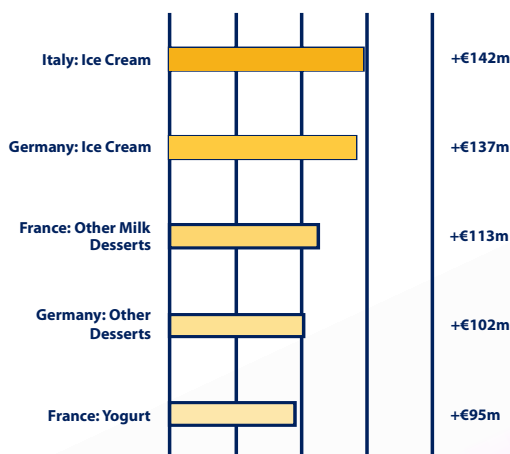 Italy: Ice Cream +€142m
Germany: Ice Cream +€137m
France: Other Milk
Desserts +€113m
Germany: Other
Desserts +€102m
France: Yogurt +€95m